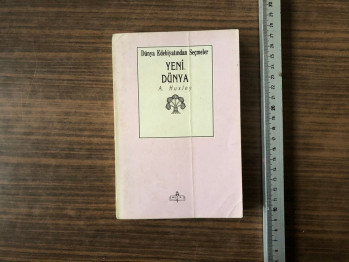 Dünya Edebiyatından Seçmeler
YENİ
DÜNYA
A. Huxley